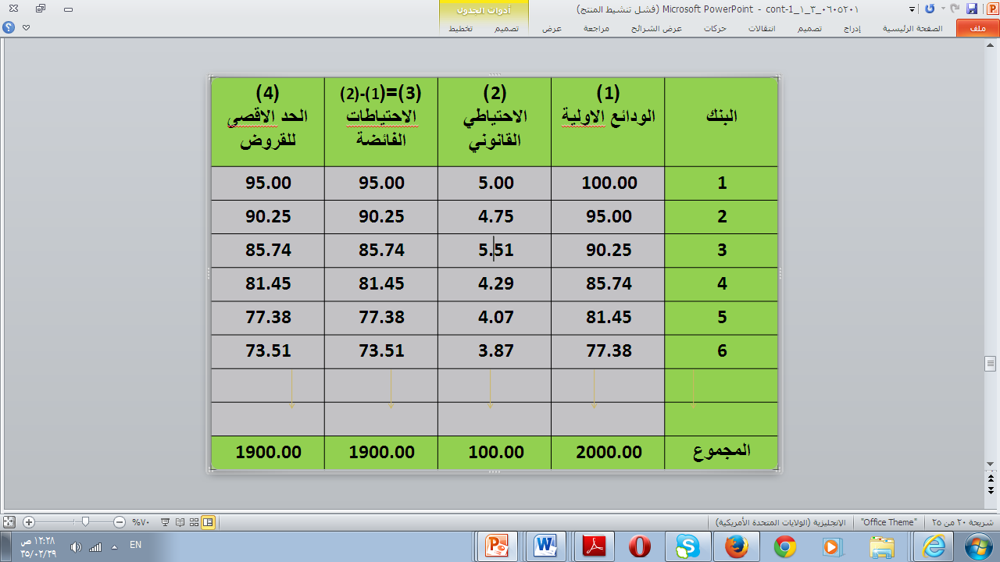 ٠٦٠٥٢٠١_٣_١_cont-1 - Microsoft PowerPoint (فشل تنشيط المنتج)
أدوات الجدول
ملف الصفحة الرئيسية إدراج تصميم انتقالات حركات عرض الشرائح مراجعة عرض تصميم تخطيط
البنك
(1)
الودائع الاولية
(2)
الاحتياطي
القانوني
(3)=(1)-(2)
الاحتياطات
الفائضة
(4)
الحد الاقصى
للقروض
1 100.00 5.00 95.00 95.00
2 95.00 4.75 90.25 90.25
3 90.25 5.51 85.74 85.74
4 85.74 4.29 81.45 81.45
5 81.45 4.07 77.38 77.38
6 77.38 3.87 73.51 73.51
المجموع 2000.00 100.00 1900.00 1900.00
شريحة ٢٠ من ٢٥ "Office Theme" الإنجليزية (الولايات المتحدة الأمريكية) ٧٠%
EN
١٢:٢٨ ص
٣٥/٠٢/٢٩